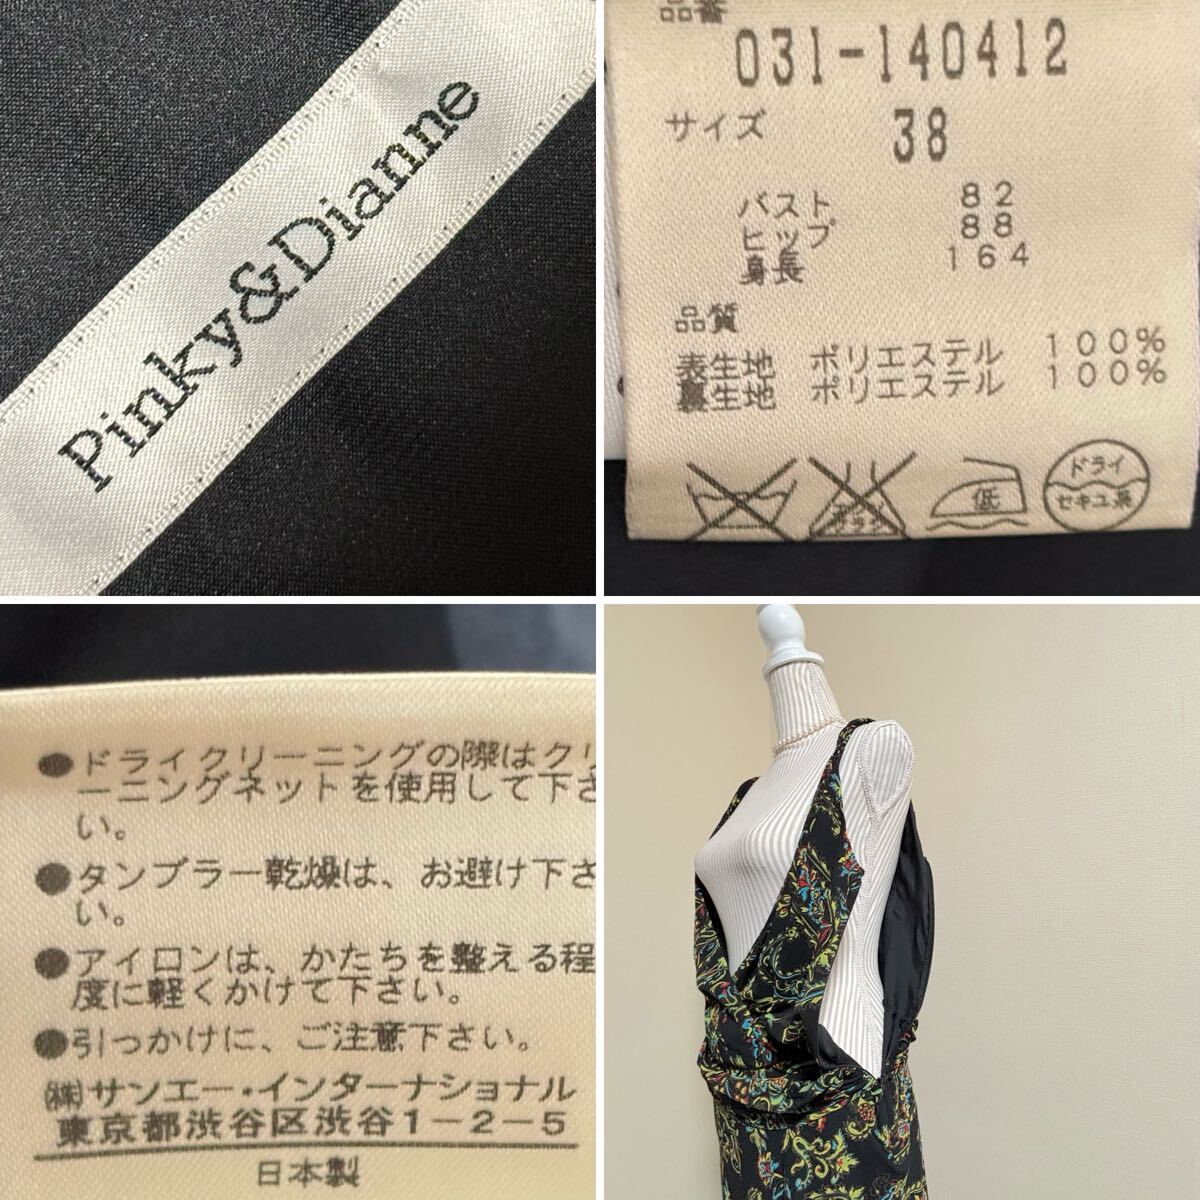 Pinky&Dianne
品番
031-140412
サイズ 38
バスト 82
ヒップ 88
身長 164
品質
表生地 ポリエステル 100%
裏生地 ポリエステル 100%
低
ドライ
セキユ系
●ドライクリーニングの際はクリ
ーニングネットを使用して下さ
い。
●タンブラー乾燥は、お避け下さ
い。
●アイロンは、かたちを整える程
度に軽くかけて下さい。
●引っかけに、ご注意下さい。
㈱サンエー・インターナショナル
東京都渋谷区渋谷1-2-5
日本製